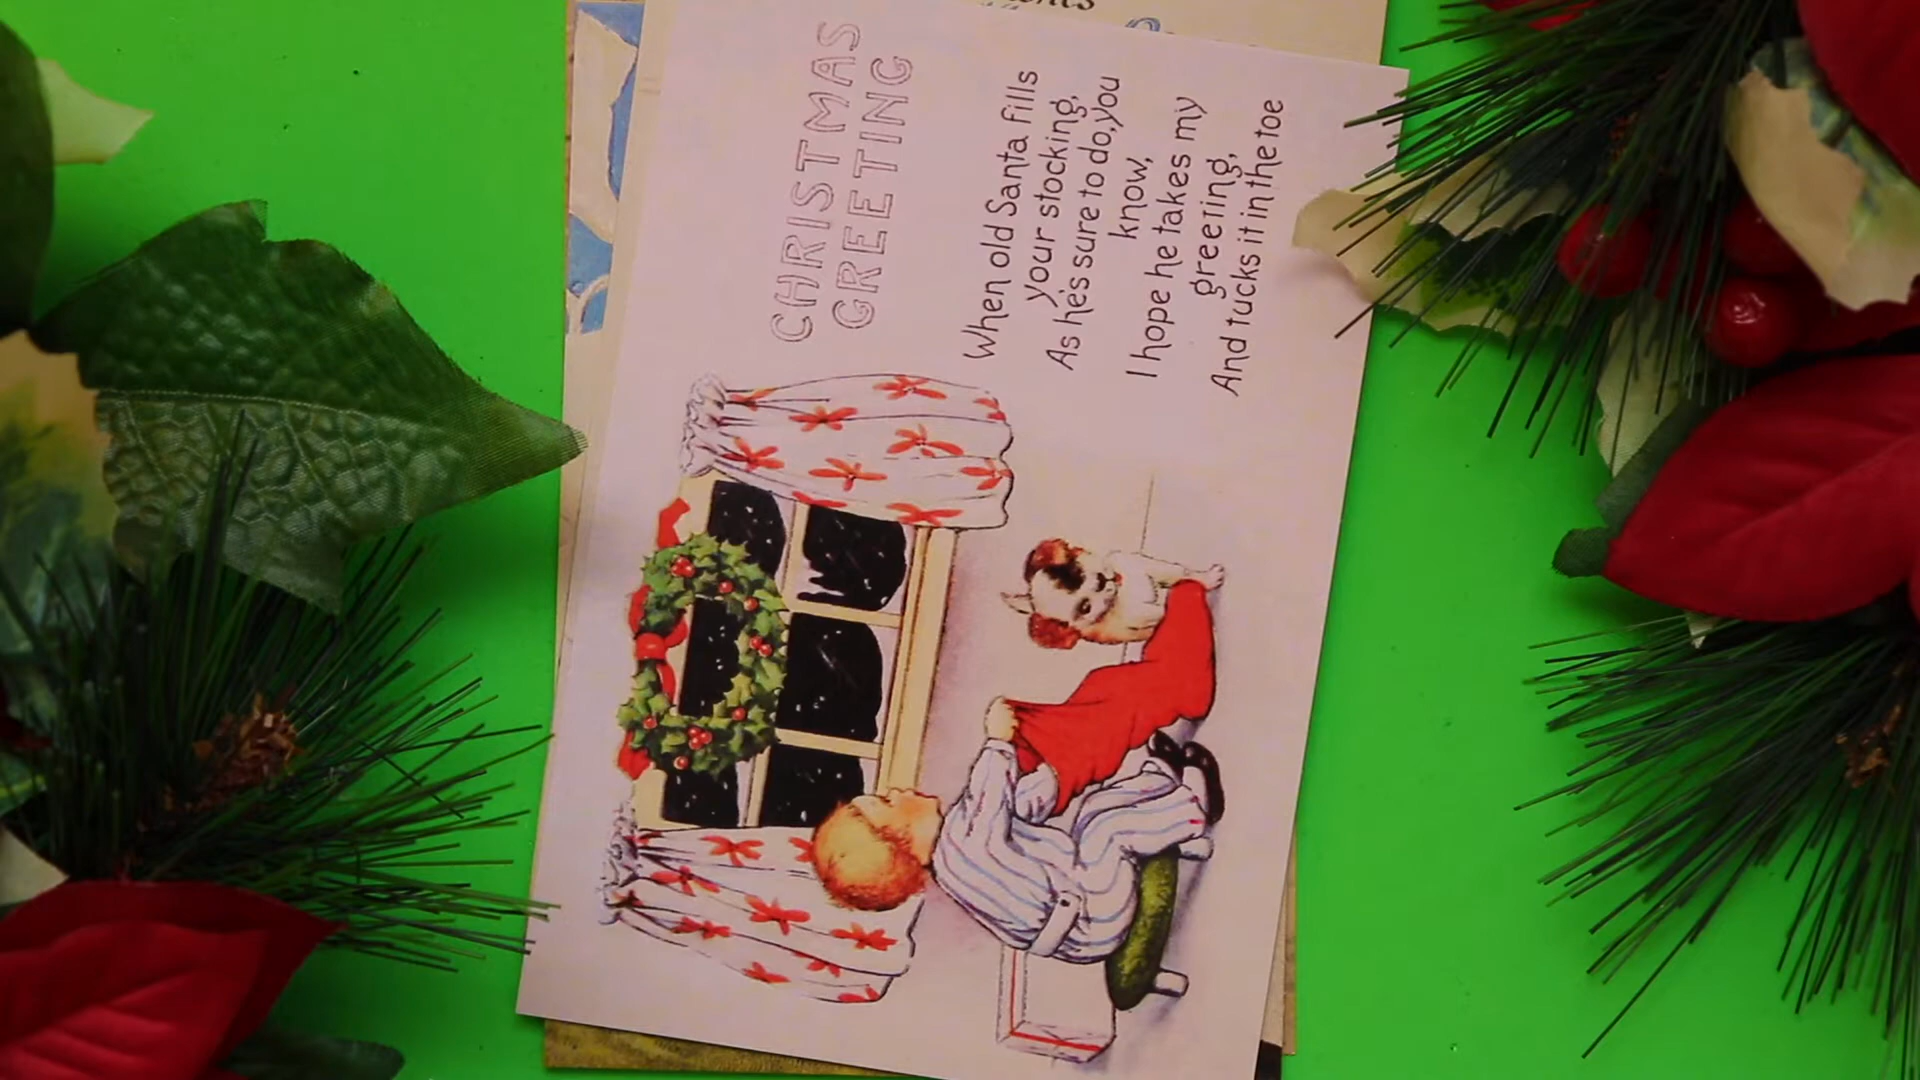 CHRISTMAS
GREETING
When old Santa fills
your stocking,
As he's sure to do, you
know,
I hope he takes my
greeting,
And tucks it in the toe